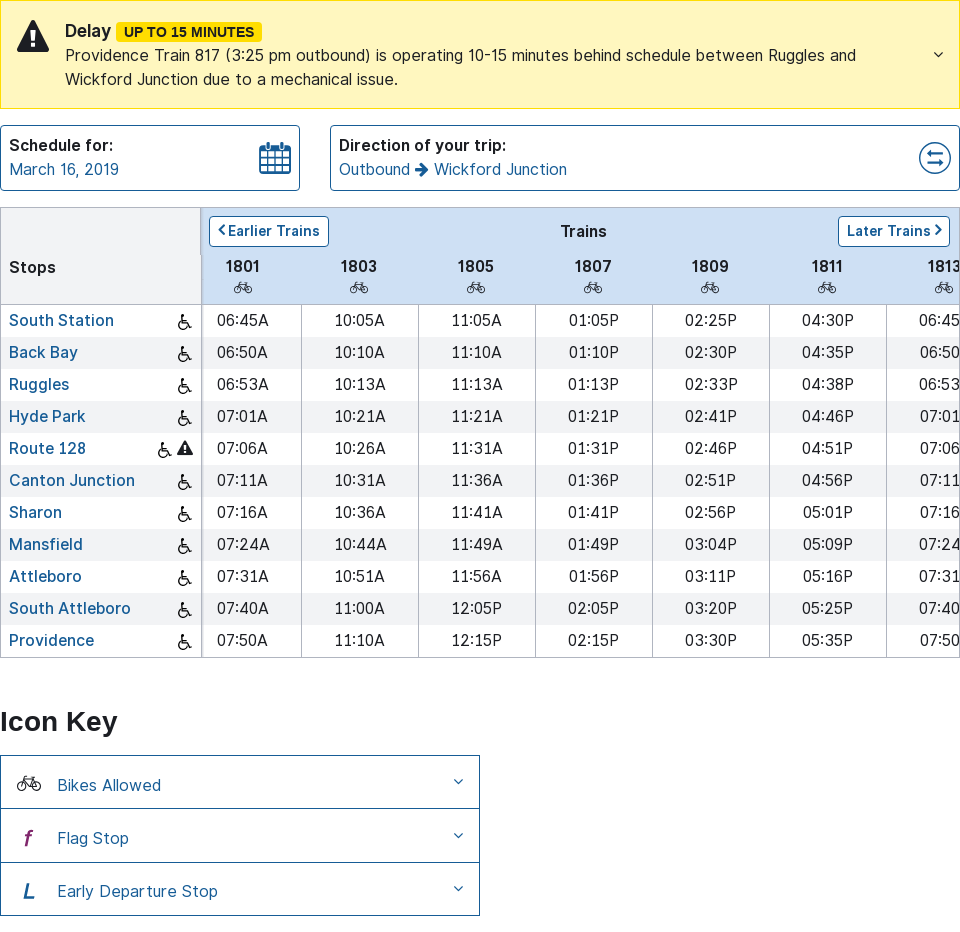 Delay UP TO 15 MINUTES
Providence Train 817 (3:25 pm outbound) is operating 10-15 minutes behind schedule between Ruggles and
Wickford Junction due to a mechanical issue.
Schedule for:
March 16, 2019
Direction of your trip:
Outbound → Wickford Junction
Earlier Trains Trains Later Trains
Stops 1801 1803 1805 1807 1809 1811 1813
South Station 06:45A 10:05A 11:05A 01:05P 02:25P 04:30P 06:45
Back Bay 06:50A 10:10A 11:10A 01:10P 02:30P 04:35P 06:50
Ruggles 06:53A 10:13A 11:13A 01:13P 02:33P 04:38P 06:53
Hyde Park 07:01A 10:21A 11:21A 01:21P 02:41P 04:46P 07:01
Route 128 07:06A 10:26A 11:31A 01:31P 02:46P 04:51P 07:06
Canton Junction 07:11A 10:31A 11:36A 01:36P 02:51P 04:56P 07:11
Sharon 07:16A 10:36A 11:41A 01:41P 02:56P 05:01P 07:16
Mansfield 07:24A 10:44A 11:49A 01:49P 03:04P 05:09P 07:24
Attleboro 07:31A 10:51A 11:56A 01:56P 03:11P 05:16P 07:31
South Attleboro 07:40A 11:00A 12:05P 02:05P 03:20P 05:25P 07:40
Providence 07:50A 11:10A 12:15P 02:15P 03:30P 05:35P 07:50
Icon Key
Bikes Allowed
f Flag Stop
L Early Departure Stop